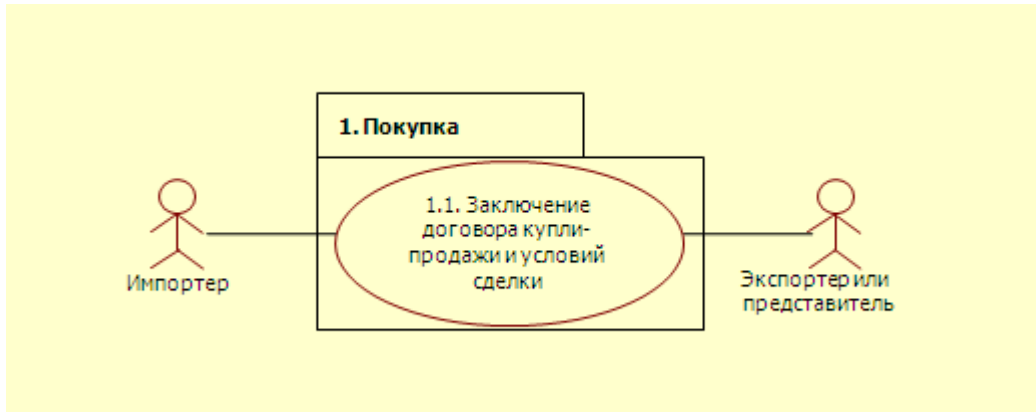 1. Покупка
1.1. Заключение
договора купли-
продажи и условий
сделки
Импортер
Экспортер или
представитель